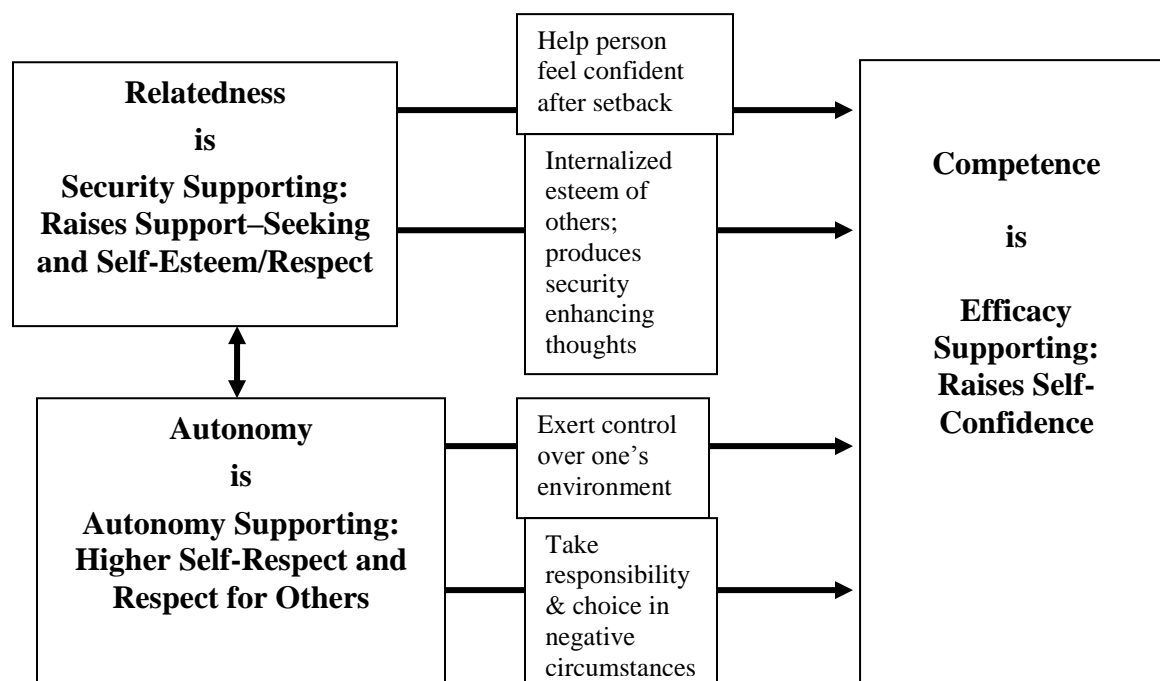 Relatedness
is
Security Supporting:
Raises Support–Seeking
and Self-Esteem/Respect
Help person
feel confident
after setback
Internalized
esteem of
others;
produces
security
enhancing
thoughts
Autonomy
is
Autonomy Supporting:
Higher Self-Respect and
Respect for Others
Exert control
over one’s
environment
Take
responsibility
& choice in
negative
circumstances
Competence
is
Efficacy
Supporting:
Raises Self-
Confidence